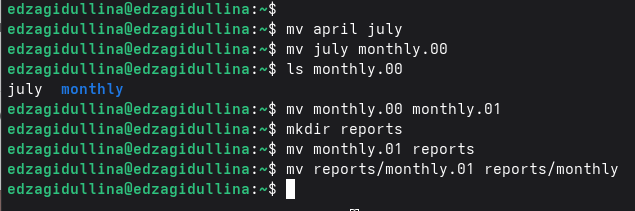 edzagidullina@edzagidullina:~$
edzagidullina@edzagidullina:~$ mv april july
edzagidullina@edzagidullina:~$ mv july monthly.00
edzagidullina@edzagidullina:~$ ls monthly.00
july  monthly
edzagidullina@edzagidullina:~$ mv monthly.00 monthly.01
edzagidullina@edzagidullina:~$ mkdir reports
edzagidullina@edzagidullina:~$ mv monthly.01 reports
edzagidullina@edzagidullina:~$ mv reports/monthly.01 reports/monthly
edzagidullina@edzagidullina:~$